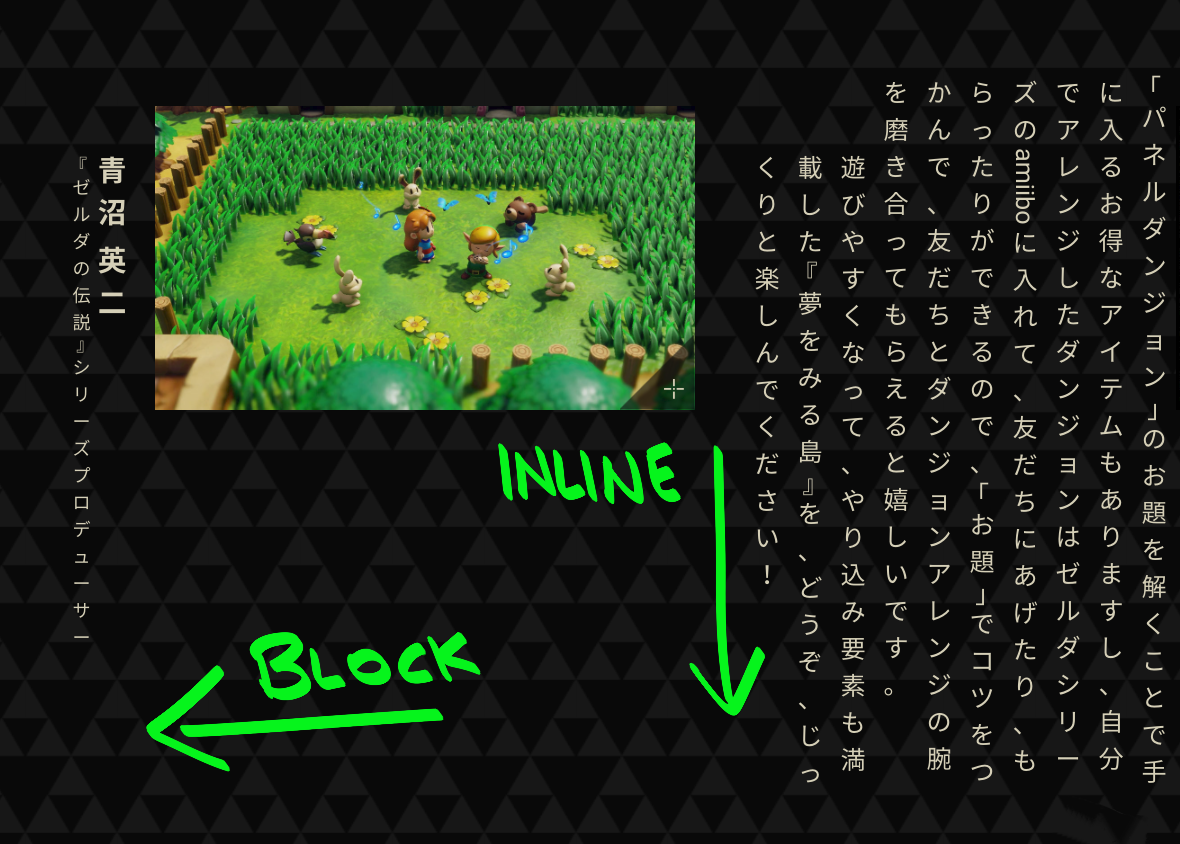 「パネルダンジョン」のお題を解くことで手
に入るお得なアイテムもありますし、自分
でアレンジしたダンジョンはゼルダシリー
ズのamiiboに入れて、友だちにあげたり、も
らったりができるので、「お題」でコツをつ
かんで、友だちとダンジョンアレンジの腕
を磨き合ってもらえると嬉しいです。
遊びやすくなって、やり込み要素も満
載した『夢をみる島』を、どうぞ、じっ
くりと楽しんでください！
青沼 英二
『ゼルダの伝説』シリーズプロデューサー
INLINE
BLOCK